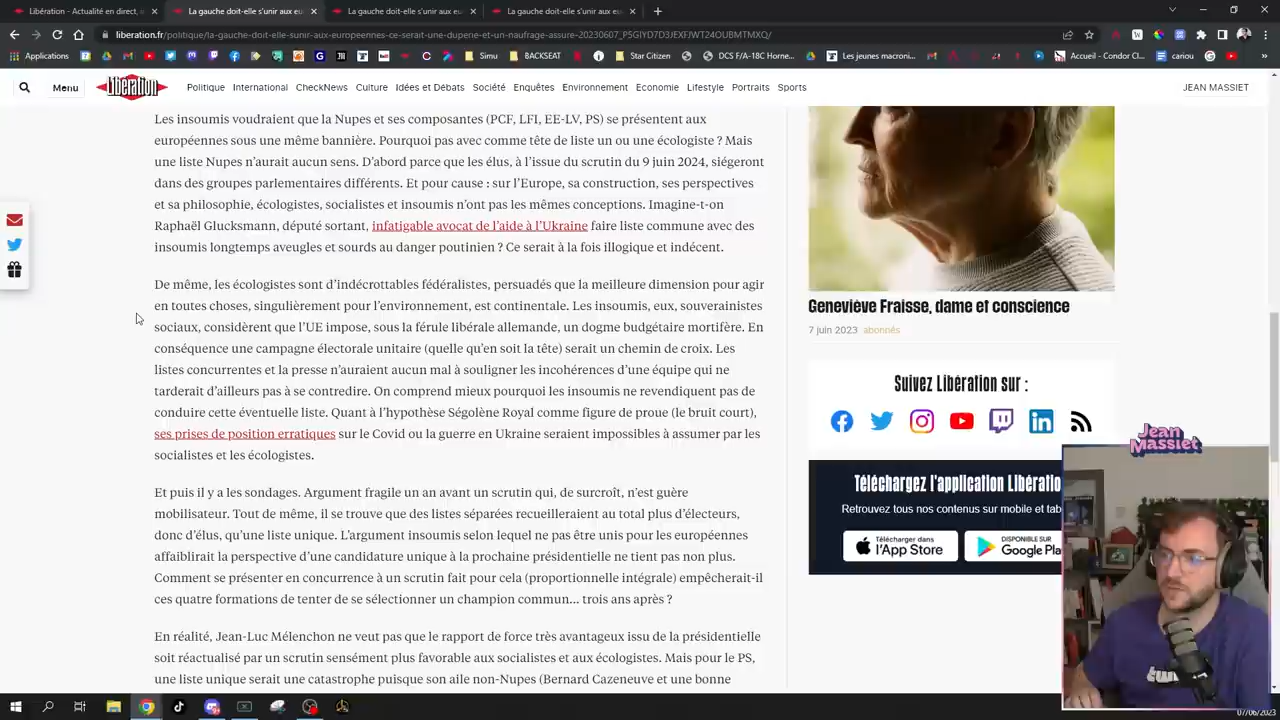 Libération - Actualité en direct,
La gauche doit-elle s'unir aux eu
La gauche doit-elle s'unir aux eu
La gauche doit-elle s'unir aux eu
liberation.fr/politique/la-gauche-doit-elle-sunir-aux-europeennes-ce-serait-une-duperie-et-un-naufrage-assure-20230607_P5GIYD7D3JEXFJWT24OUBMTMXQ/
Applications
Simu
BACKSEAT
Star Citizen
DCS F/A-18C Horne...
Les jeunes macroni...
Accueil - Condor Cl...
cariou
Menu
Libération
Politique International CheckNews Culture Idées et Débats Société Enquêtes Environnement Economie Lifestyle Portraits Sports
JEAN MASSIET
Les insoumis voudraient que la Nupes et ses composantes (PCF, LFI, EE-LV, PS) se présentent aux
européennes sous une même bannière. Pourquoi pas avec comme tête de liste un ou une écologiste ? Mais
une liste Nupes n'aurait aucun sens. D'abord parce que les élus, à l'issue du scrutin du 9 juin 2024, siégeront
dans des groupes parlementaires différents. Et pour cause : sur l'Europe, sa construction, ses perspectives
et sa philosophie, écologistes, socialistes et insoumis n'ont pas les mêmes conceptions. Imagine-t-on
Raphaël Glucksmann, député sortant, infatigable avocat de l'aide à l'Ukraine faire liste commune avec des
insoumis longtemps aveugles et sourds au danger poutinien ? Ce serait à la fois illogique et indécent.
De même, les écologistes sont d'indécrottables fédéralistes, persuadés que la meilleure dimension pour agir
en toutes choses, singulièrement pour l'environnement, est continentale. Les insoumis, eux, souverainistes
sociaux, considèrent que l'UE impose, sous la férule libérale allemande, un dogme budgétaire mortifère. En
conséquence une campagne électorale unitaire (quelle qu'en soit la tête) serait un chemin de croix. Les
listes concurrentes et la presse n'auraient aucun mal à souligner les incohérences d'une équipe qui ne
tarderait d'ailleurs pas à se contredire. On comprend mieux pourquoi les insoumis ne revendiquent pas de
conduire cette éventuelle liste. Quant à l'hypothèse Ségolène Royal comme figure de proue (le bruit court),
ses prises de position erratiques sur le Covid ou la guerre en Ukraine seraient impossibles à assumer par les
socialistes et les écologistes.
Et puis il y a les sondages. Argument fragile un an avant un scrutin qui, de surcroît, n'est guère
mobilisateur. Tout de même, il se trouve que des listes séparées recueilleraient au total plus d'électeurs,
donc d'élus, qu'une liste unique. L'argument insoumis selon lequel ne pas être unis pour les européennes
affaiblirait la perspective d'une candidature unique à la prochaine présidentielle ne tient pas non plus.
Comment se présenter en concurrence à un scrutin fait pour cela (proportionnelle intégrale) empêcherait-il
ces quatre formations de tenter de se sélectionner un champion commun... trois ans après ?
En réalité, Jean-Luc Mélenchon ne veut pas que le rapport de force très avantageux issu de la présidentielle
soit réactualisé par un scrutin sensément plus favorable aux socialistes et aux écologistes. Mais pour le PS,
une liste unique serait une catastrophe puisque son aile non-Nupes (Bernard Cazeneuve et une bonne
Geneviève Fraisse, dame et conscience
7 juin 2023 abonnés
Suivez Libération sur :
Téléchargez l'application Libératio
Retrouvez tous nos contenus sur mobile et tab
Télécharger dans
l'App Store
DISPONIBLE SUR
Google Pla
Jean
Massiet
07/06/2023